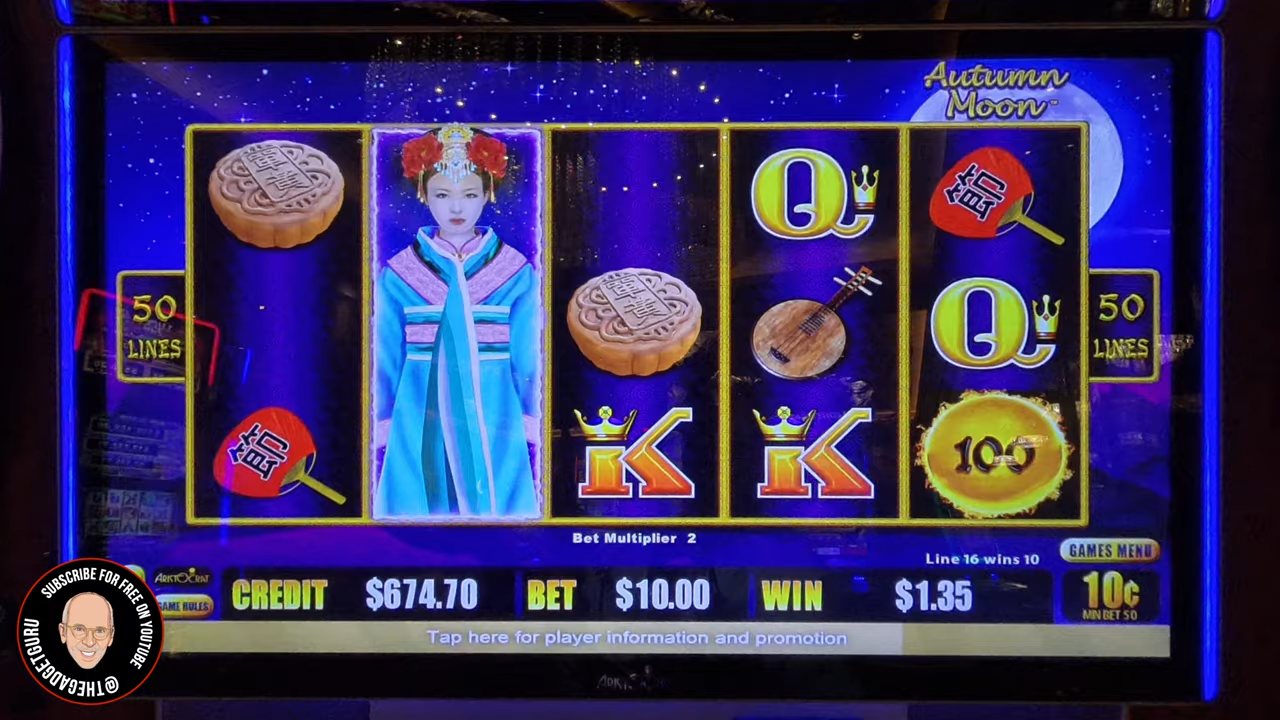 Autumn
Moon
Q
50
LINES
Q
50
LINES
K
K
100
Bet Multiplier 2
Line 16 wins 10
GAMES MENU
ARISTOCRAT
GAME RULES
CREDIT $674.70 BET $10.00 WIN $1.35 10¢
MIN BET 50
Tap here for player information and promotion
SUBSCRIBE FOR FREE ON YOUTUBE
@THEGADGETGURU